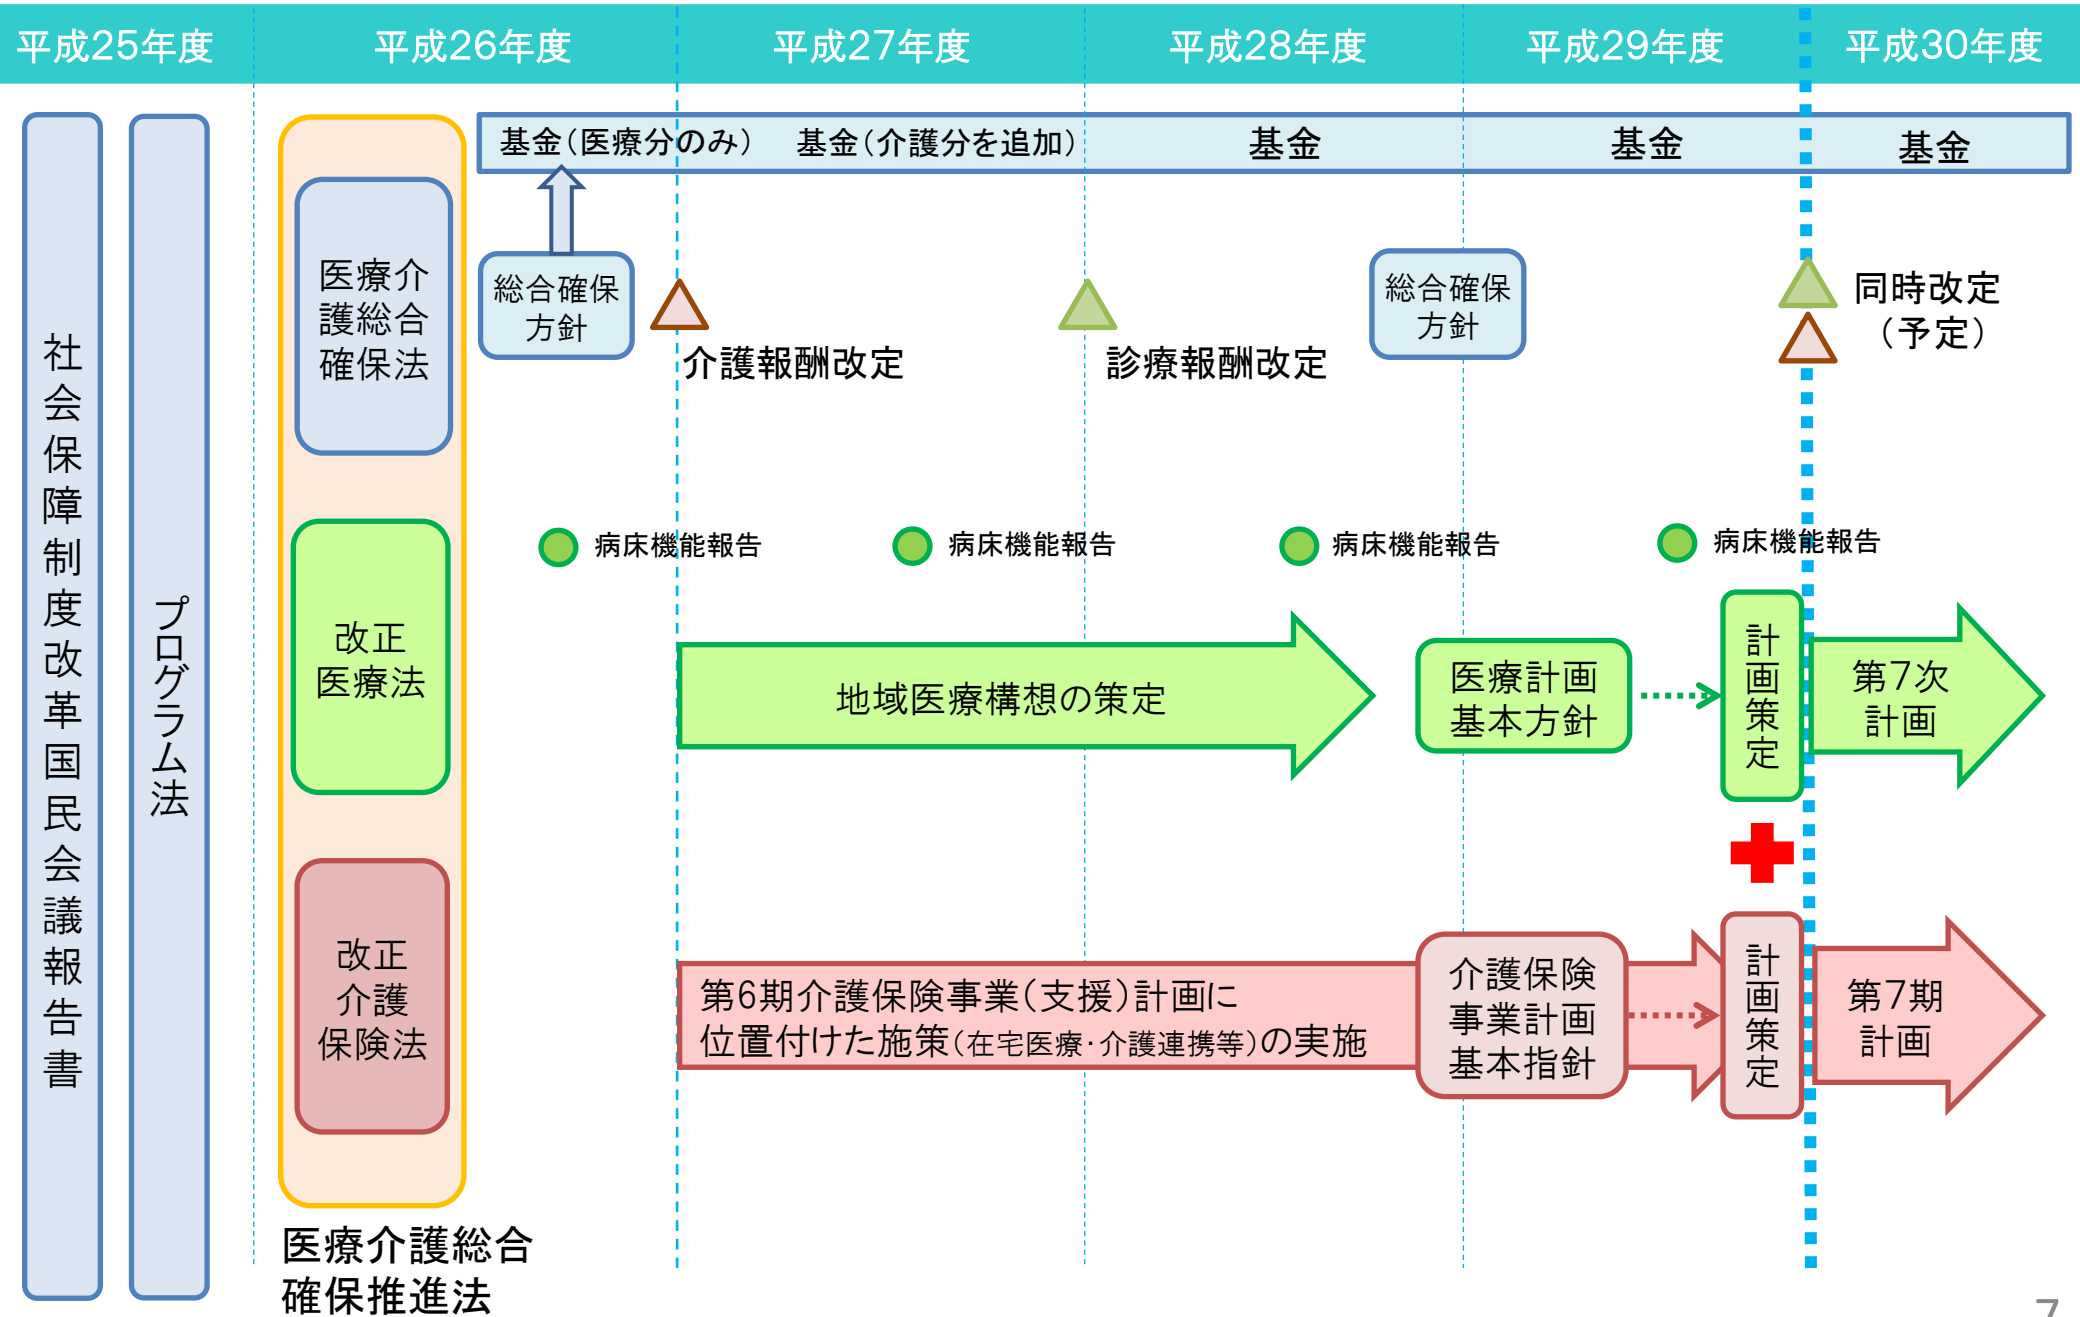 平成25年度
平成26年度
平成27年度
平成28年度
平成29年度
平成30年度
社会保障制度改革国民会議報告書
プログラム法
基金（医療分のみ）
基金（介護分を追加）
基金
基金
基金
医療介
護総合
確保法
総合確保
方針
介護報酬改定
診療報酬改定
総合確保
方針
同時改定
（予定）
病床機能報告
病床機能報告
病床機能報告
病床機能報告
改正
医療法
地域医療構想の策定
医療計画
基本方針
計画策定
第7次
計画
改正
介護
保険法
第6期介護保険事業（支援）計画に
位置付けた施策（在宅医療・介護連携等）の実施
介護保険
事業計画
基本指針
計画策定
第7期
計画
医療介護総合
確保推進法
7